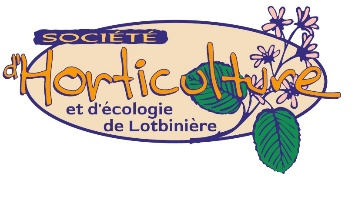 SOCIÉTÉ
d'Horticulture
et d'écologie
de Lotbinière